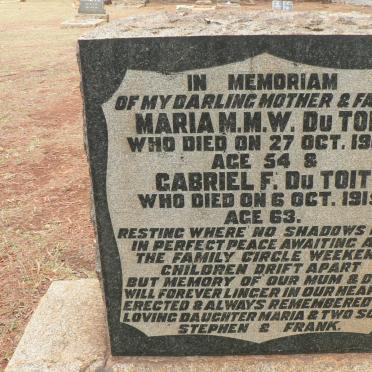 IN MEMORIAM
OF MY DARLING MOTHER & FA
MARIA M.M.W. DU TOI
WHO DIED ON 27 OCT. 19
AGE 54 &
GABRIEL F. DU TOIT
WHO DIED ON 6 OCT. 191
AGE 63.
RESTING WHERE NO SHADOWS
IN PERFECT PEACE AWAITING A
THE FAMILY CIRCLE WEEKEN
CHILDREN DRIFT APART
BUT MEMORY OF OUR MUM & D
WILL FOREVER LINGER IN OUR HEA
ERECTED & ALWAYS REMEMBERED
LOVING DAUGHTER MARIA & TWO SO
STEPHEN & FRANK.